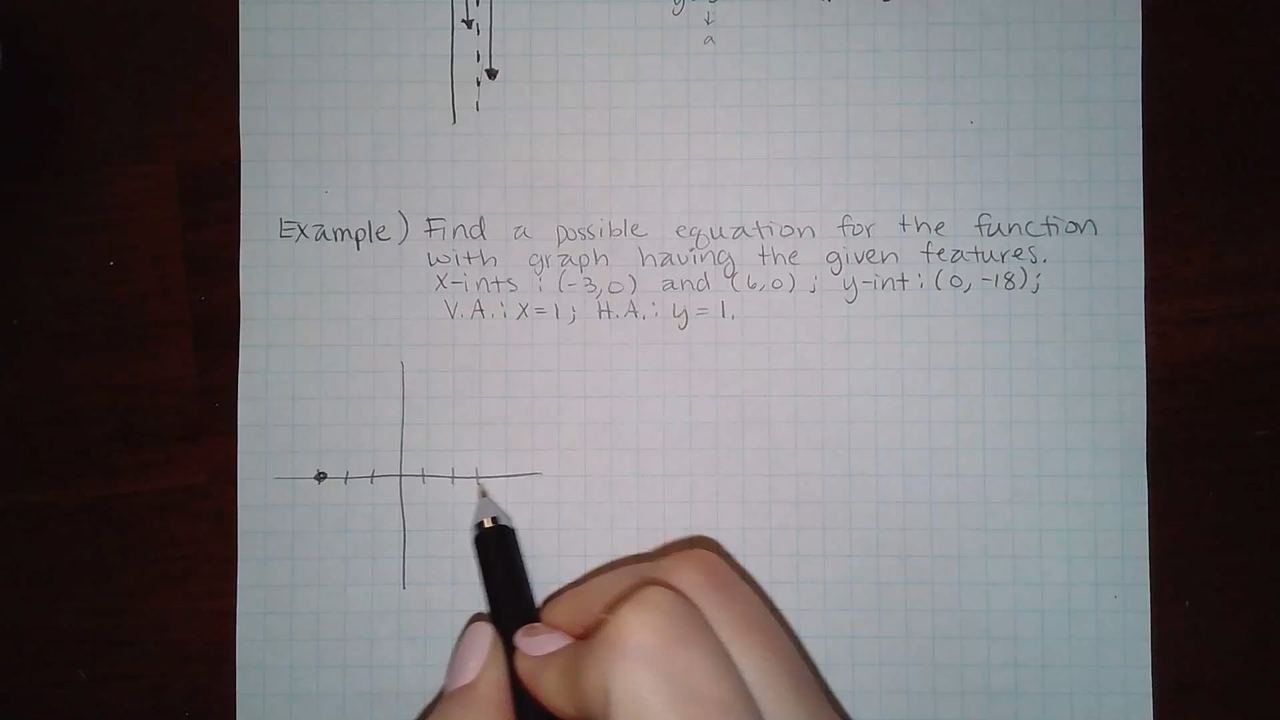 a
Example) Find a possible equation for the function
with graph having the given features.
X-ints : (-3,0) and (6,0) ; y-int : (0, -18);
V.A.: X=1; H.A.: y = 1.